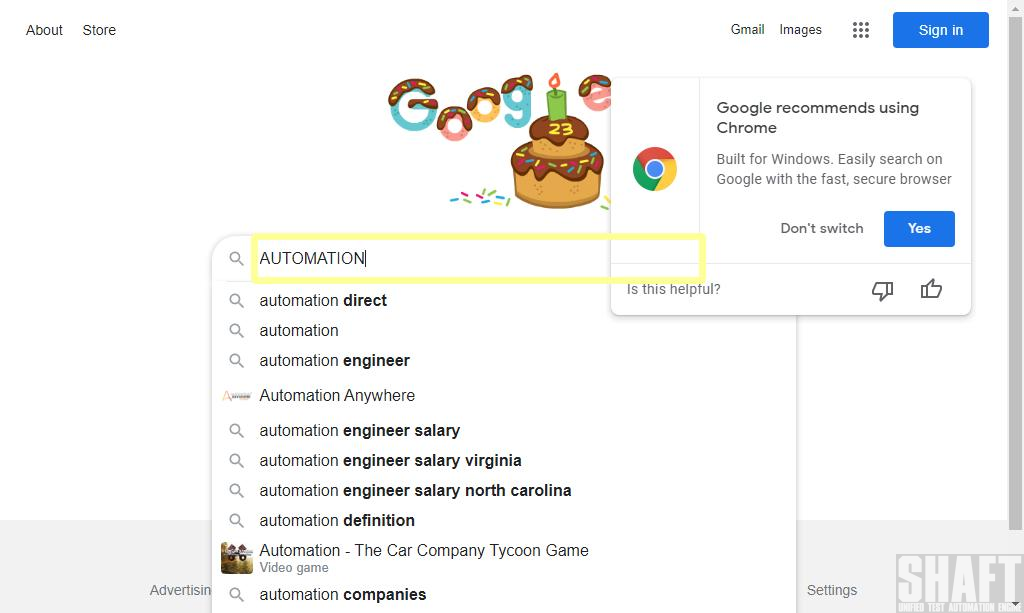 About Store Gmail Images Sign in
Google
23
Google recommends using
Chrome
Built for Windows. Easily search on
Google with the fast, secure browser
Don't switch Yes
Is this helpful?
AUTOMATION
automation direct
automation
automation engineer
Automation Anywhere
automation engineer salary
automation engineer salary virginia
automation engineer salary north carolina
automation definition
Automation - The Car Company Tycoon Game
Video game
automation companies
Settings
SHAFT
UNIFIED TEST AUTOMATION